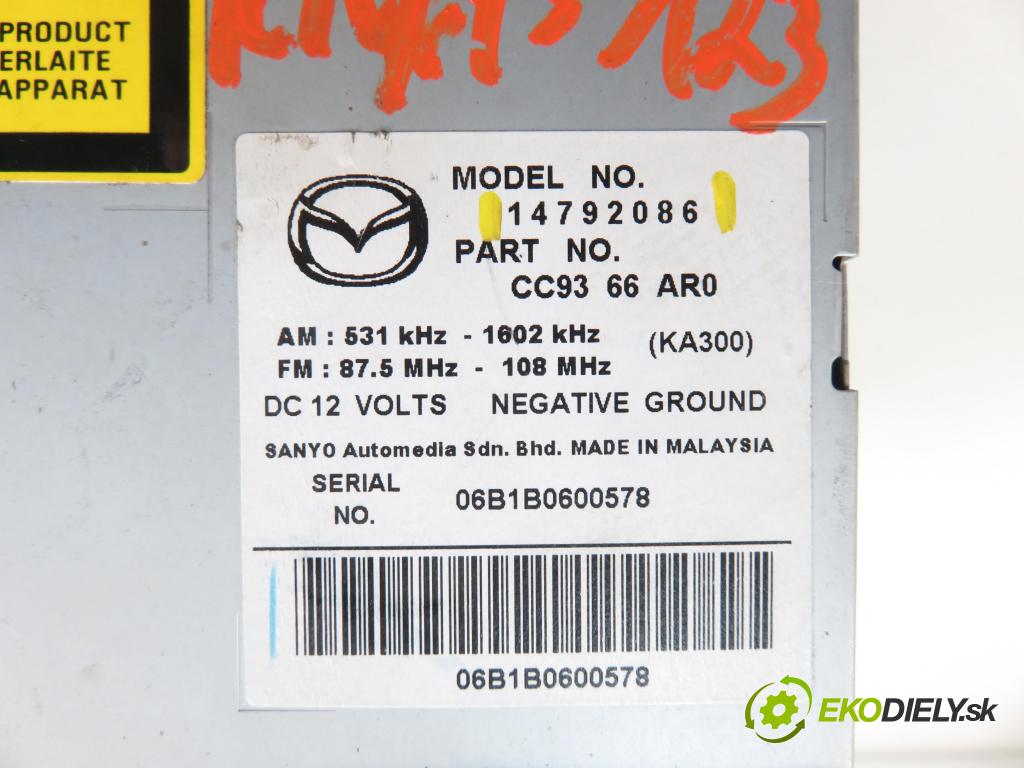 PRODUCT
ERLAITE
APPARAT
123
MODEL NO.
14792086
PART NO.
CC93 66 AR0
AM : 531 kHz - 1602 kHz
(KA300)
FM : 87.5 MHz - 108 MHz
DC 12 VOLTS NEGATIVE GROUND
SANYO Automedia Sdn. Bhd. MADE IN MALAYSIA
SERIAL
NO.
06B1B0600578
06B1B0600578
EKODIELY.sk